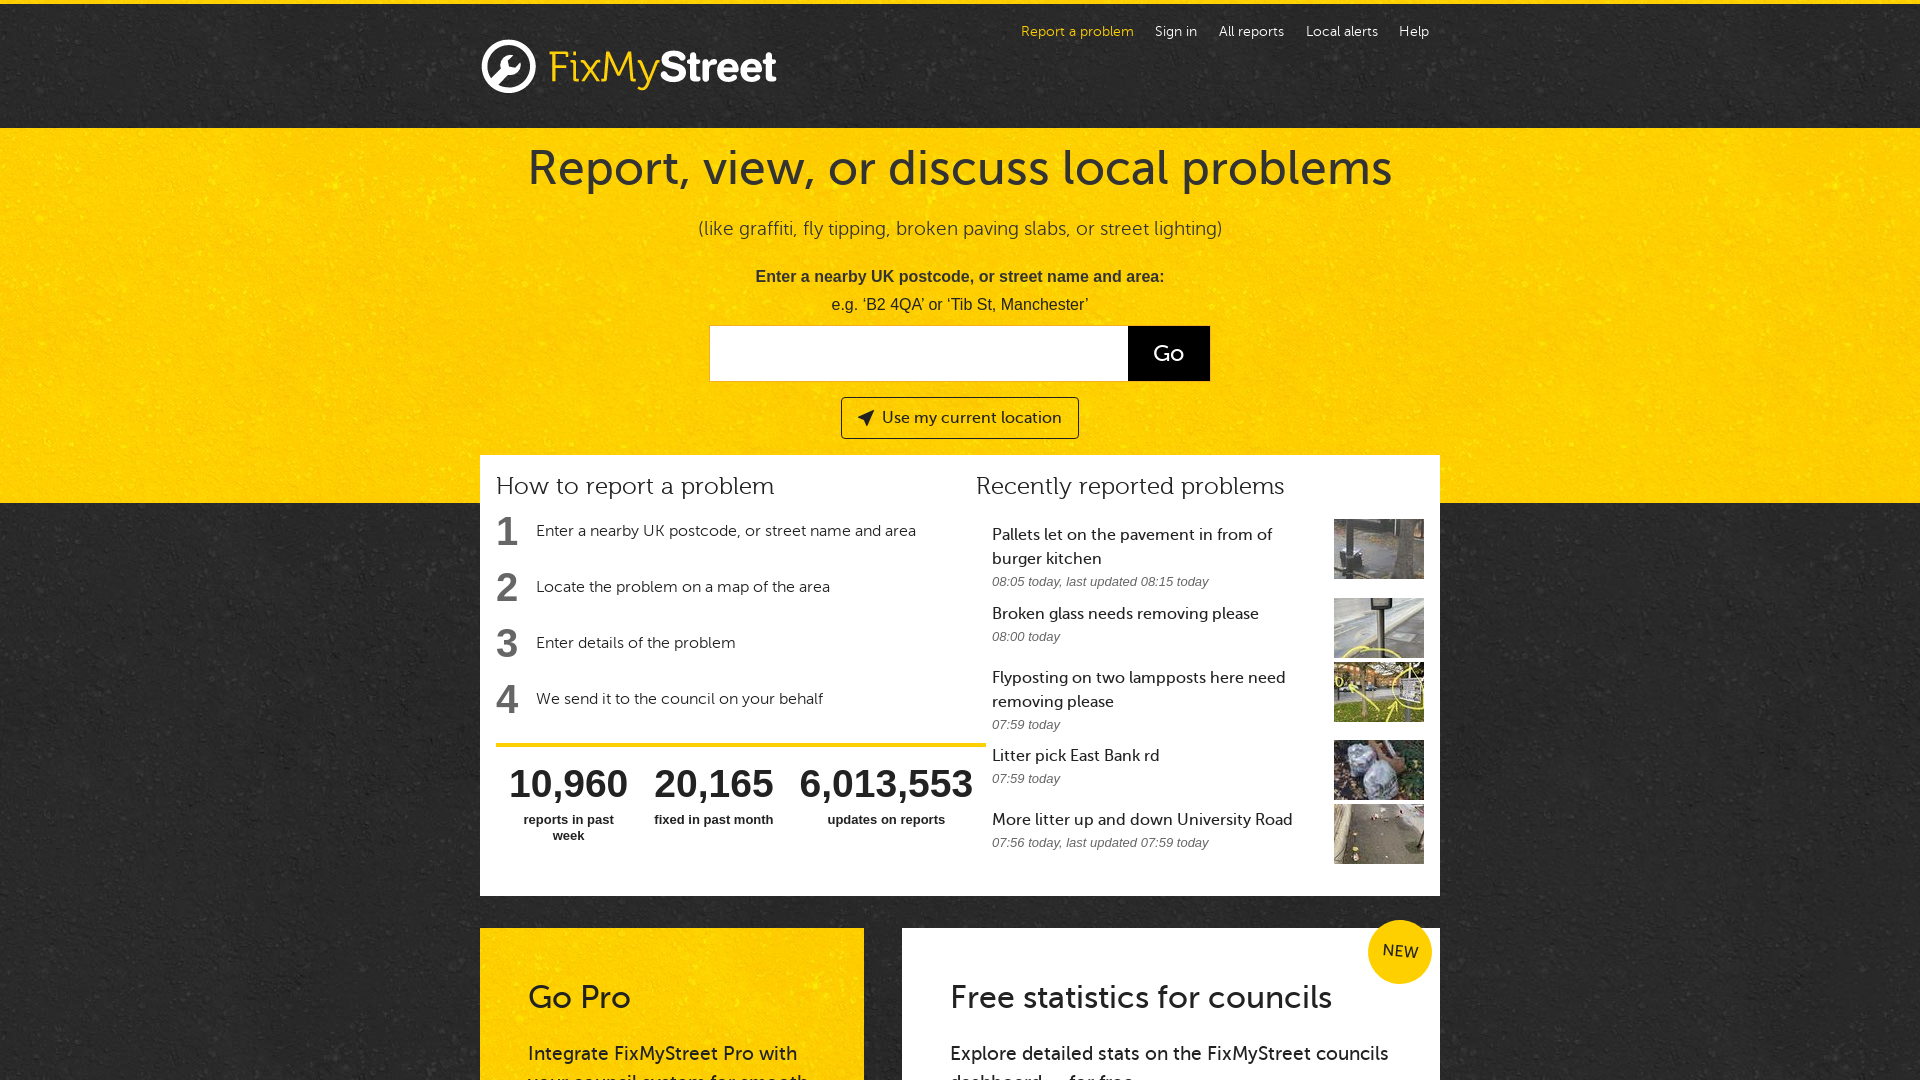 Report a problem
Sign in
All reports
Local alerts
Help
FixMyStreet
Report, view, or discuss local problems
(like graffiti, fly tipping, broken paving slabs, or street lighting)
Enter a nearby UK postcode, or street name and area:
e.g. ‘B2 4QA’ or ‘Tib St, Manchester’
Go
Use my current location
How to report a problem
1 Enter a nearby UK postcode, or street name and area
2 Locate the problem on a map of the area
3 Enter details of the problem
4 We send it to the council on your behalf
10,960
reports in past
week
20,165
fixed in past month
6,013,553
updates on reports
Recently reported problems
Pallets let on the pavement in from of
burger kitchen
08:05 today, last updated 08:15 today
Broken glass needs removing please
08:00 today
Flyposting on two lampposts here need
removing please
07:59 today
Litter pick East Bank rd
07:59 today
More litter up and down University Road
07:56 today, last updated 07:59 today
Go Pro
Integrate FixMyStreet Pro with
your council system for smooth
NEW
Free statistics for councils
Explore detailed stats on the FixMyStreet councils
dashboard — for free